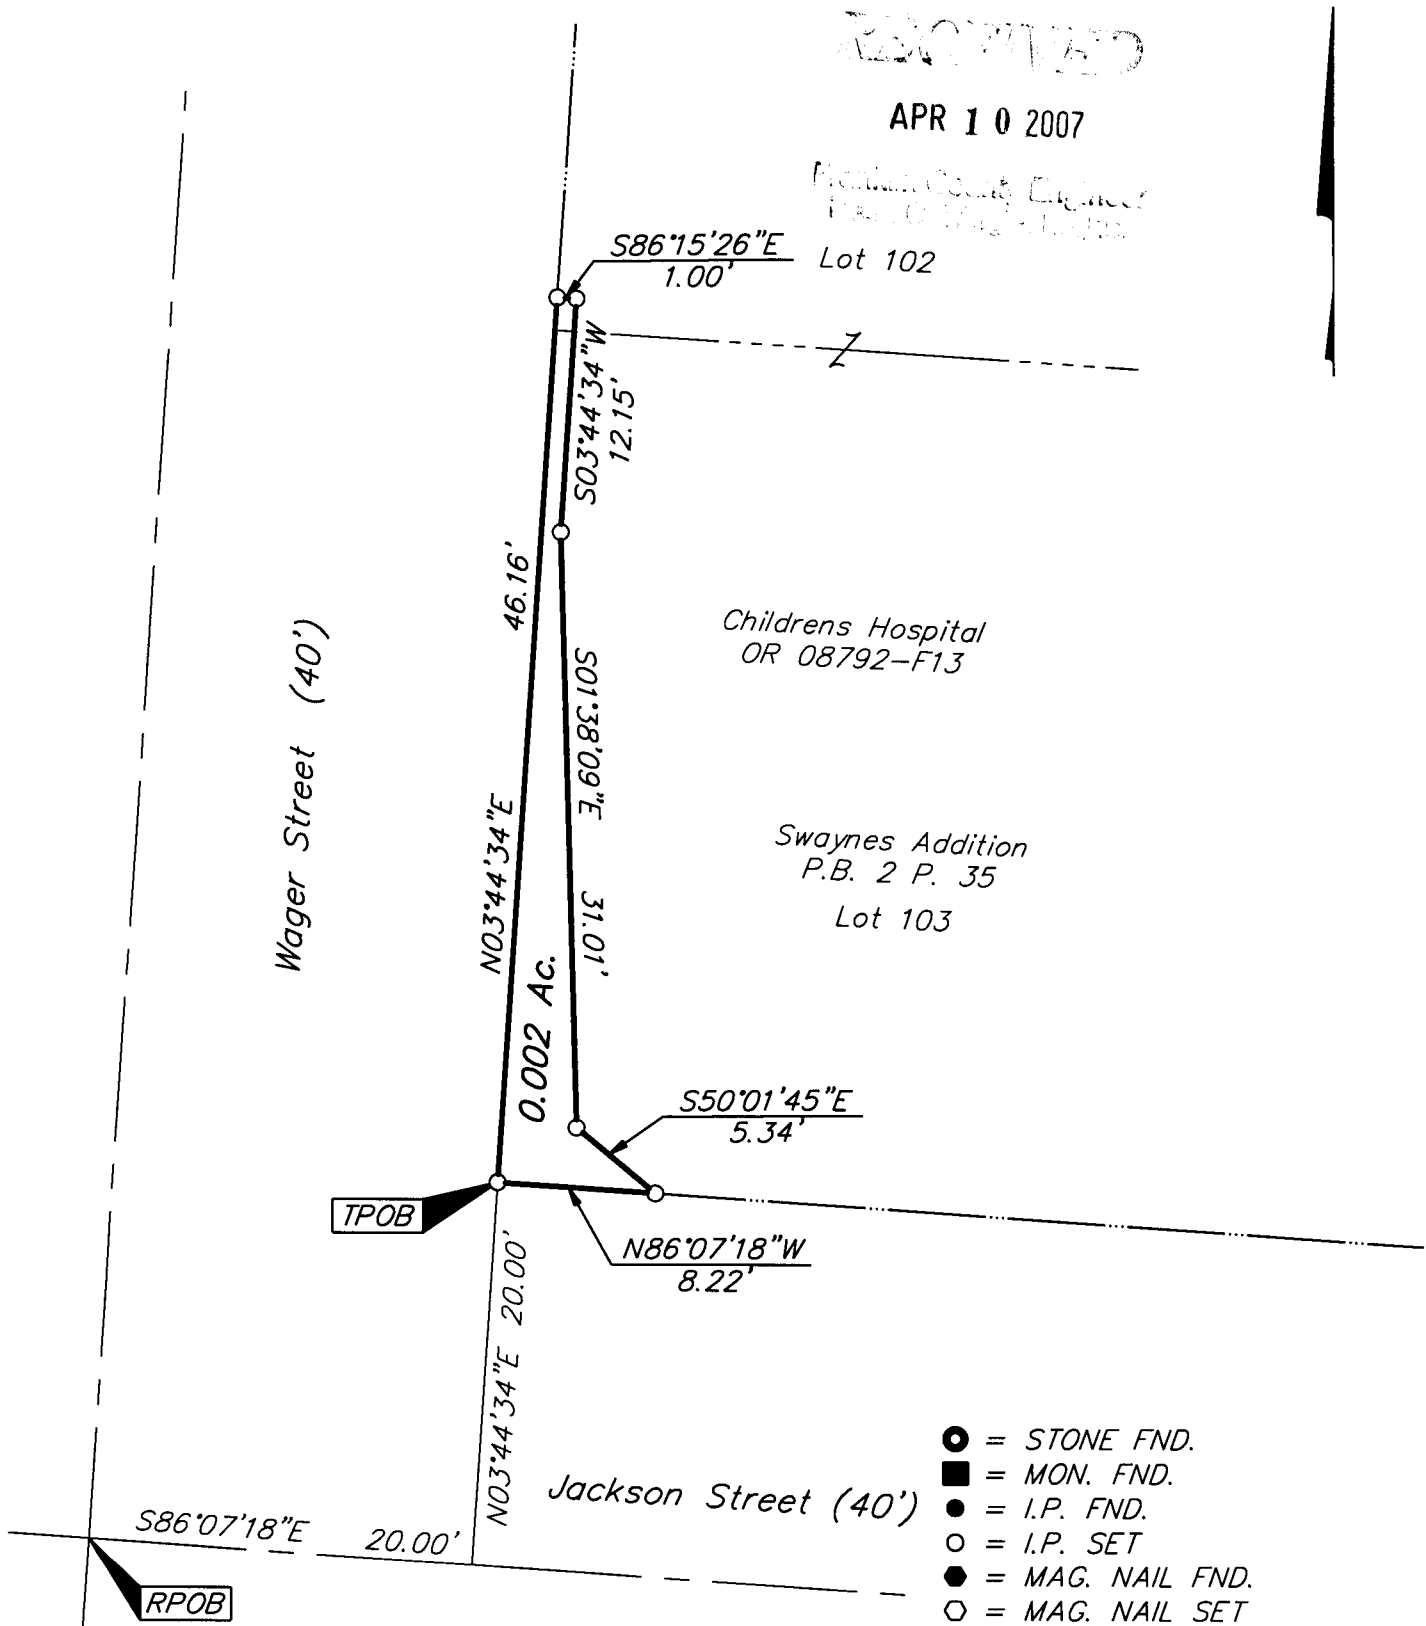 RECEIVED
APR 10 2007
Franklin County Engineer
S86°15'26"E
1.00'
Lot 102
Z
S03°44'34"W
12.15'
46.16'
Childrens Hospital
OR 08792-F13
Wager Street (40')
S01°38'09"E 31.01'
N03°44'34"E
Swaynes Addition
P.B. 2 P. 35
Lot 103
0.002 Ac.
S50°01'45"E
5.34'
TPOB
N86°07'18"W
8.22'
N03°44'34"E 20.00'
Jackson Street (40')
= STONE FND.
= MON. FND.
= I.P. FND.
= I.P. SET
= MAG. NAIL FND.
= MAG. NAIL SET
S86°07'18"E 20.00'
RPOB